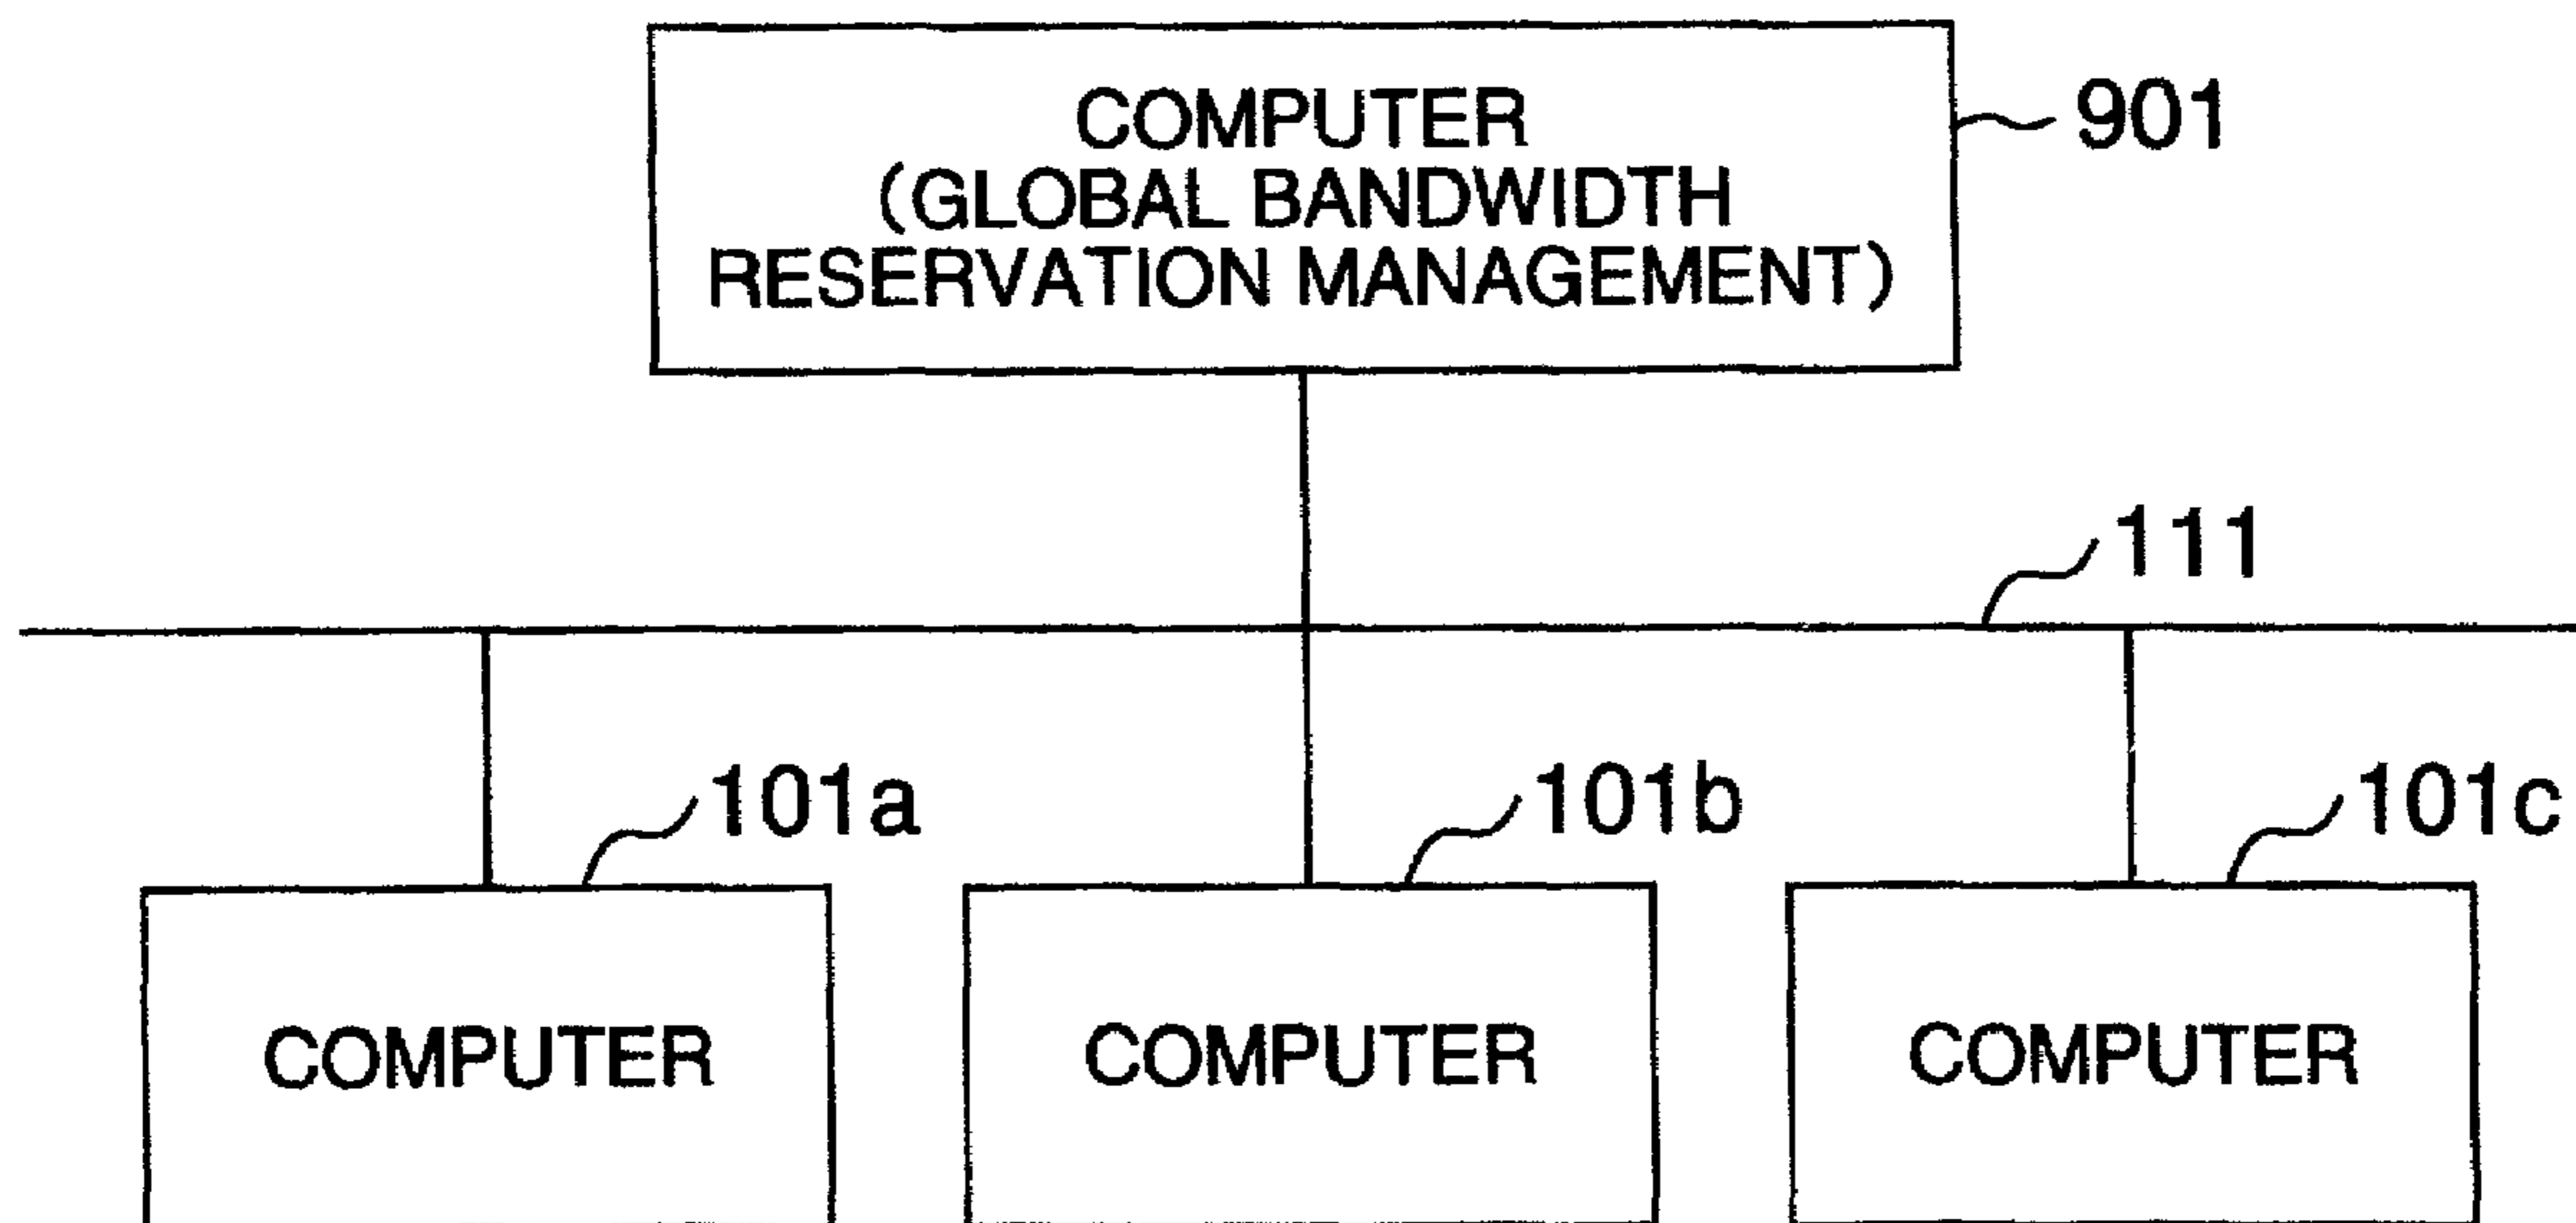 COMPUTER
(GLOBAL BANDWIDTH
RESERVATION MANAGEMENT)
901
111
101a
101b
101c
COMPUTER
COMPUTER
COMPUTER